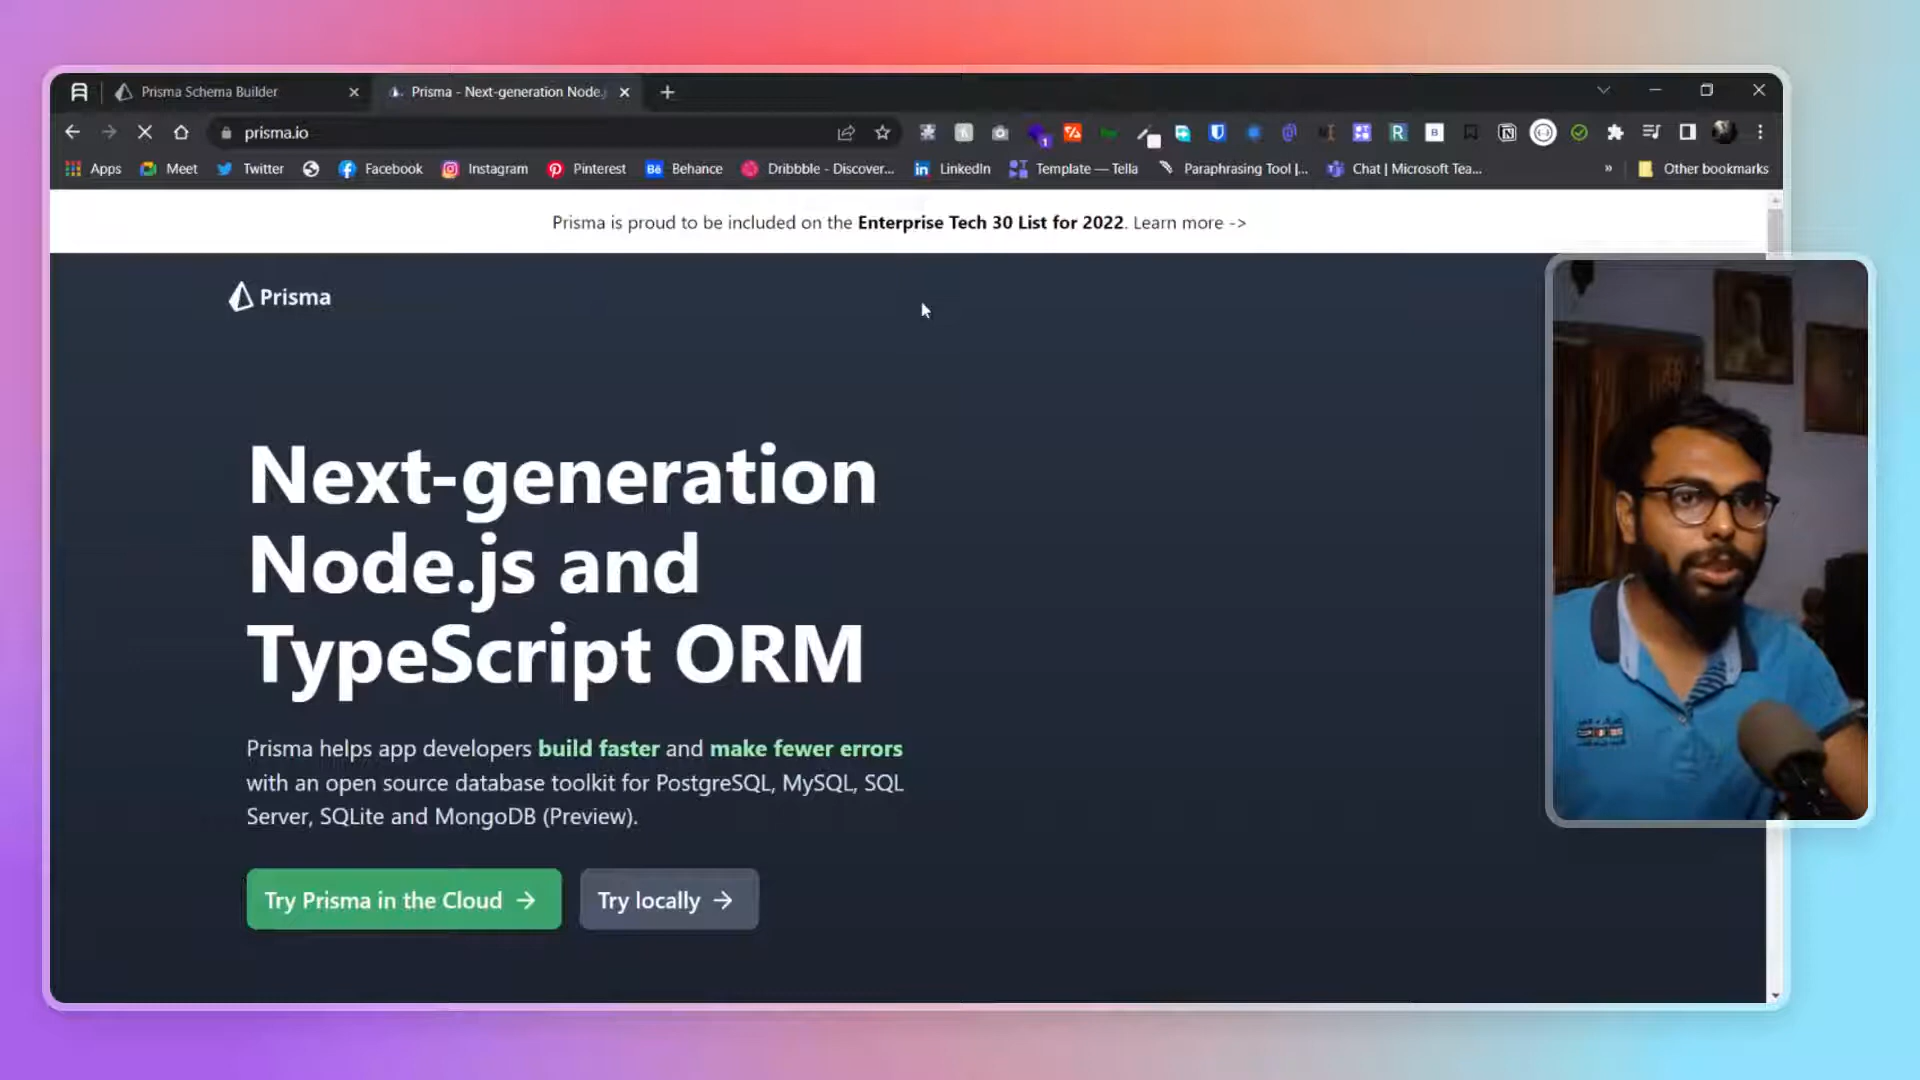 Prisma Schema Builder
Prisma - Next-generation Node.
prisma.io
1
R
B
Apps
Meet
Twitter
Facebook
Instagram
Pinterest
Bē
Behance
Dribbble - Discover...
in
LinkedIn
Template — Tella
Paraphrasing Tool |...
Chat | Microsoft Tea...
»
Other bookmarks
Prisma is proud to be included on the Enterprise Tech 30 List for 2022. Learn more ->
Prisma
Next-generation
Node.js and
TypeScript ORM
Prisma helps app developers build faster and make fewer errors
with an open source database toolkit for PostgreSQL, MySQL, SQL
Server, SQLite and MongoDB (Preview).
Try Prisma in the Cloud →
Try locally →